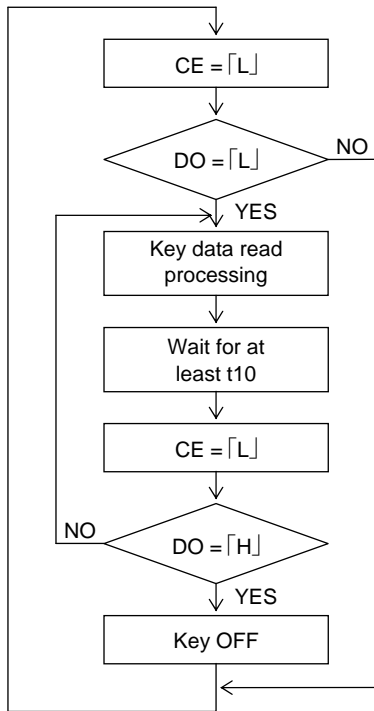 CE =「L」
DO =「L」
NO
YES
Key data read
processing
Wait for at
least t10
CE =「L」
NO
DO =「H」
YES
Key OFF